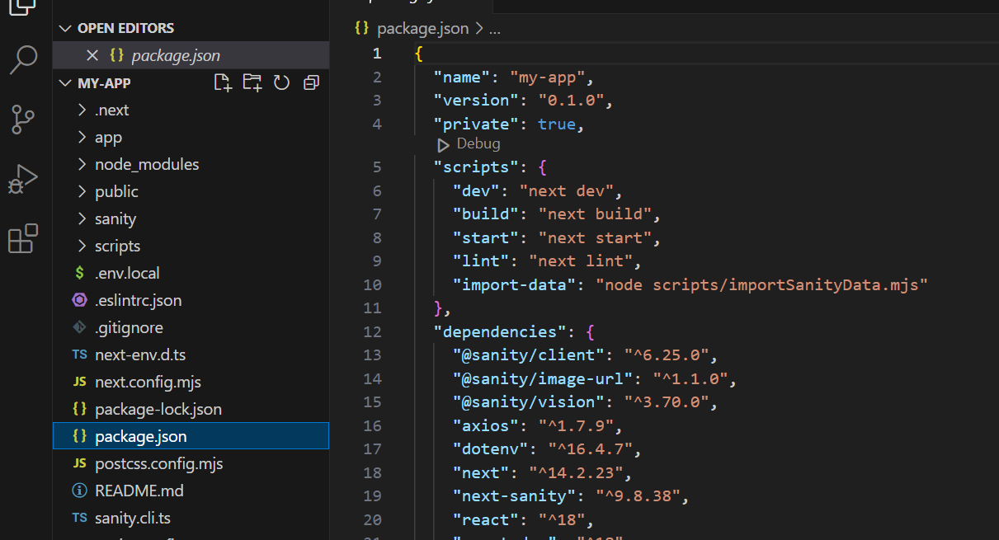 OPEN EDITORS
package.json
MY-APP
.next
app
node_modules
public
sanity
scripts
.env.local
.eslintrc.json
.gitignore
TS next-env.d.ts
JS next.config.mjs
package-lock.json
package.json
JS postcss.config.mjs
README.md
TS sanity.cli.ts
{} package.json > ...
1 {
2 "name": "my-app",
3 "version": "0.1.0",
4 "private": true,
Debug
5 "scripts": {
6 "dev": "next dev",
7 "build": "next build",
8 "start": "next start",
9 "lint": "next lint",
10 "import-data": "node scripts/importSanityData.mjs"
11 },
12 "dependencies": {
13 "@sanity/client": "^6.25.0",
14 "@sanity/image-url": "^1.1.0",
15 "@sanity/vision": "^3.70.0",
16 "axios": "^1.7.9",
17 "dotenv": "^16.4.7",
18 "next": "^14.2.23",
19 "next-sanity": "^9.8.38",
20 "react": "^18",